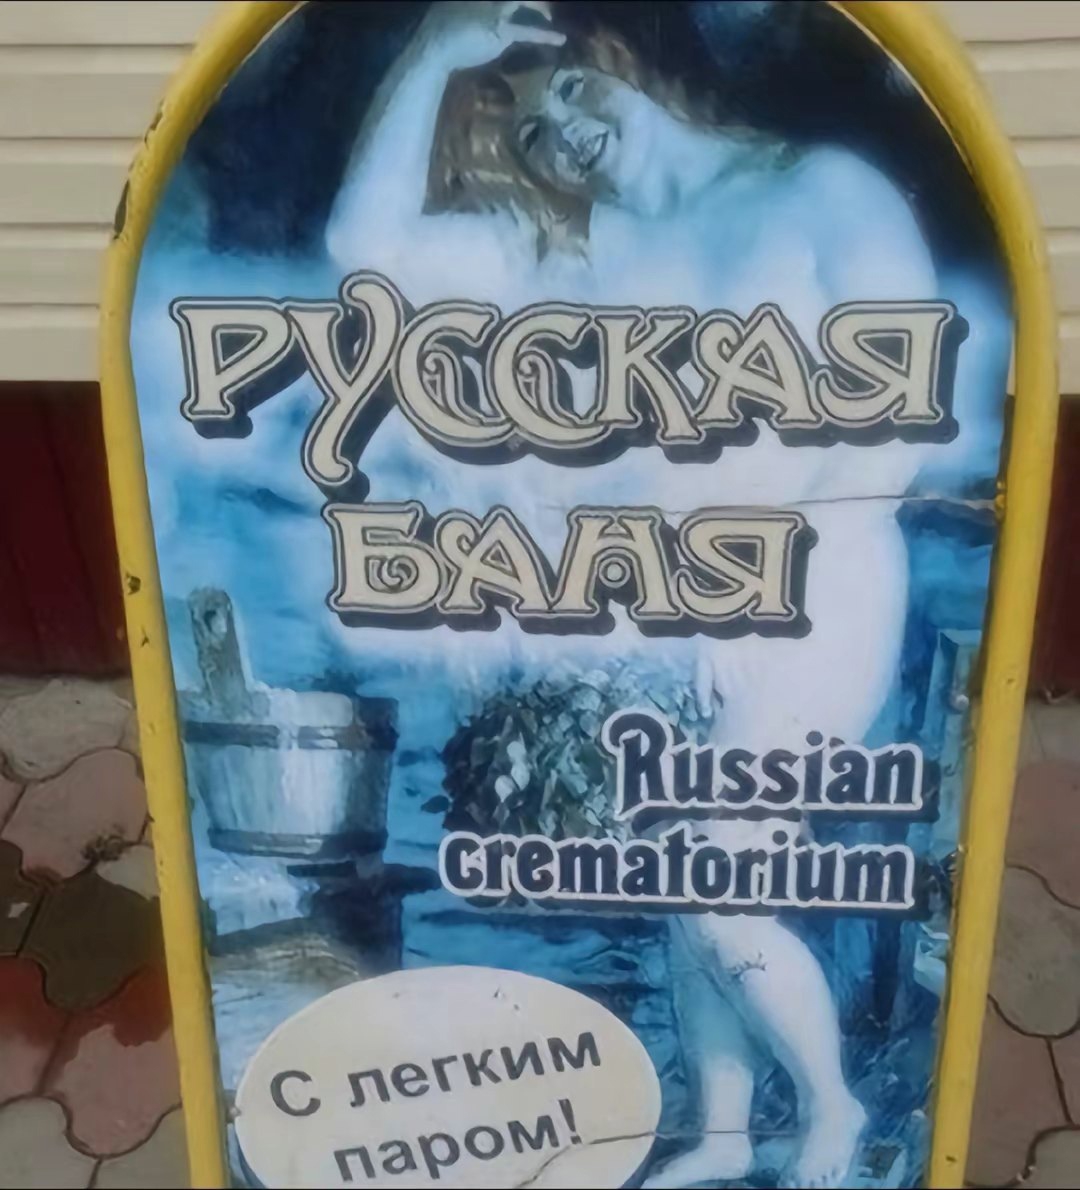 РУССКАЯ
БАНЯ
Russian
crematorium
С легким
паром!